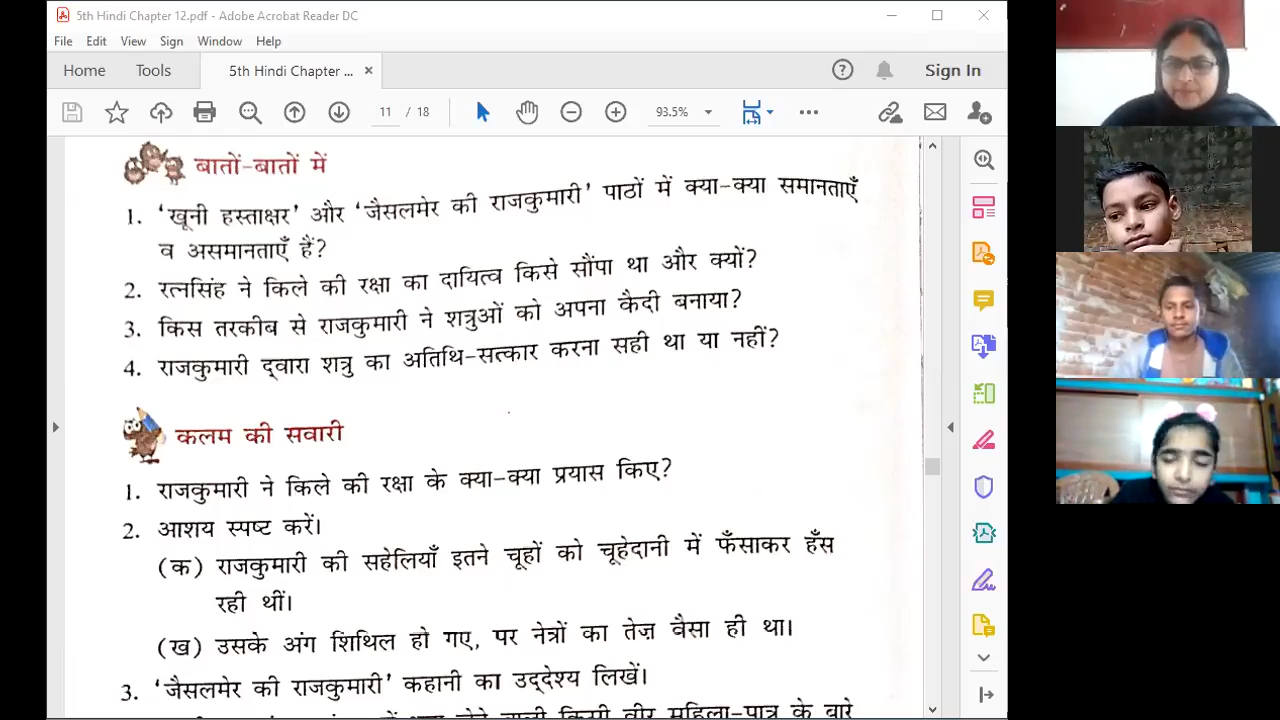 5th Hindi Chapter 12.pdf - Adobe Acrobat Reader DC
File Edit View Sign Window Help
Home Tools 5th Hindi Chapter ... × Sign In
11 / 18 93.5%
बातों-बातों में
1. 'खूनी हस्ताक्षर' और 'जैसलमेर की राजकुमारी' पाठों में क्या-क्या समानताएँ
व असमानताएँ हैं?
2. रत्नसिंह ने किले की रक्षा का दायित्व किसे सौंपा था और क्यों?
3. किस तरकीब से राजकुमारी ने शत्रुओं को अपना कैदी बनाया?
4. राजकुमारी द्वारा शत्रु का अतिथि-सत्कार करना सही था या नहीं?
कलम की सवारी
1. राजकुमारी ने किले की रक्षा के क्या-क्या प्रयास किए?
2. आशय स्पष्ट करें।
(क) राजकुमारी की सहेलियाँ इतने चूहों को चूहेदानी में फँसाकर हँस
रही थीं।
(ख) उसके अंग शिथिल हो गए, पर नेत्रों का तेज़ वैसा ही था।
3. 'जैसलमेर की राजकुमारी' कहानी का उद्देश्य लिखें।
वाली किसी वीर महिला-पात्र के बारे